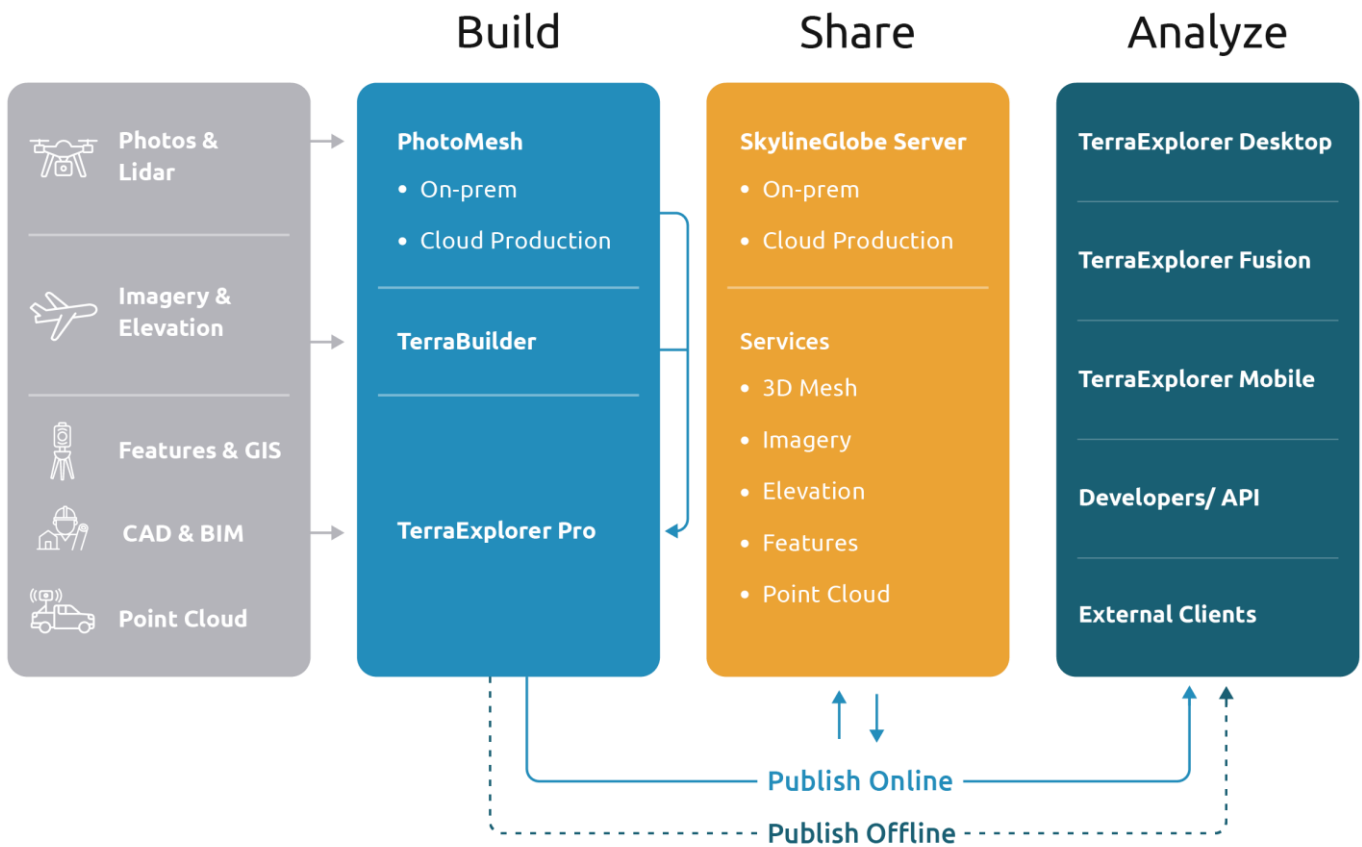 Build
Share
Analyze
Photos &
Lidar
Imagery &
Elevation
Features & GIS
CAD & BIM
Point Cloud
PhotoMesh
• On-prem
• Cloud Production
TerraBuilder
TerraExplorer Pro
SkylineGlobe Server
• On-prem
• Cloud Production
Services
• 3D Mesh
• Imagery
• Elevation
• Features
• Point Cloud
TerraExplorer Desktop
TerraExplorer Fusion
TerraExplorer Mobile
Developers/ API
External Clients
Publish Online
Publish Offline